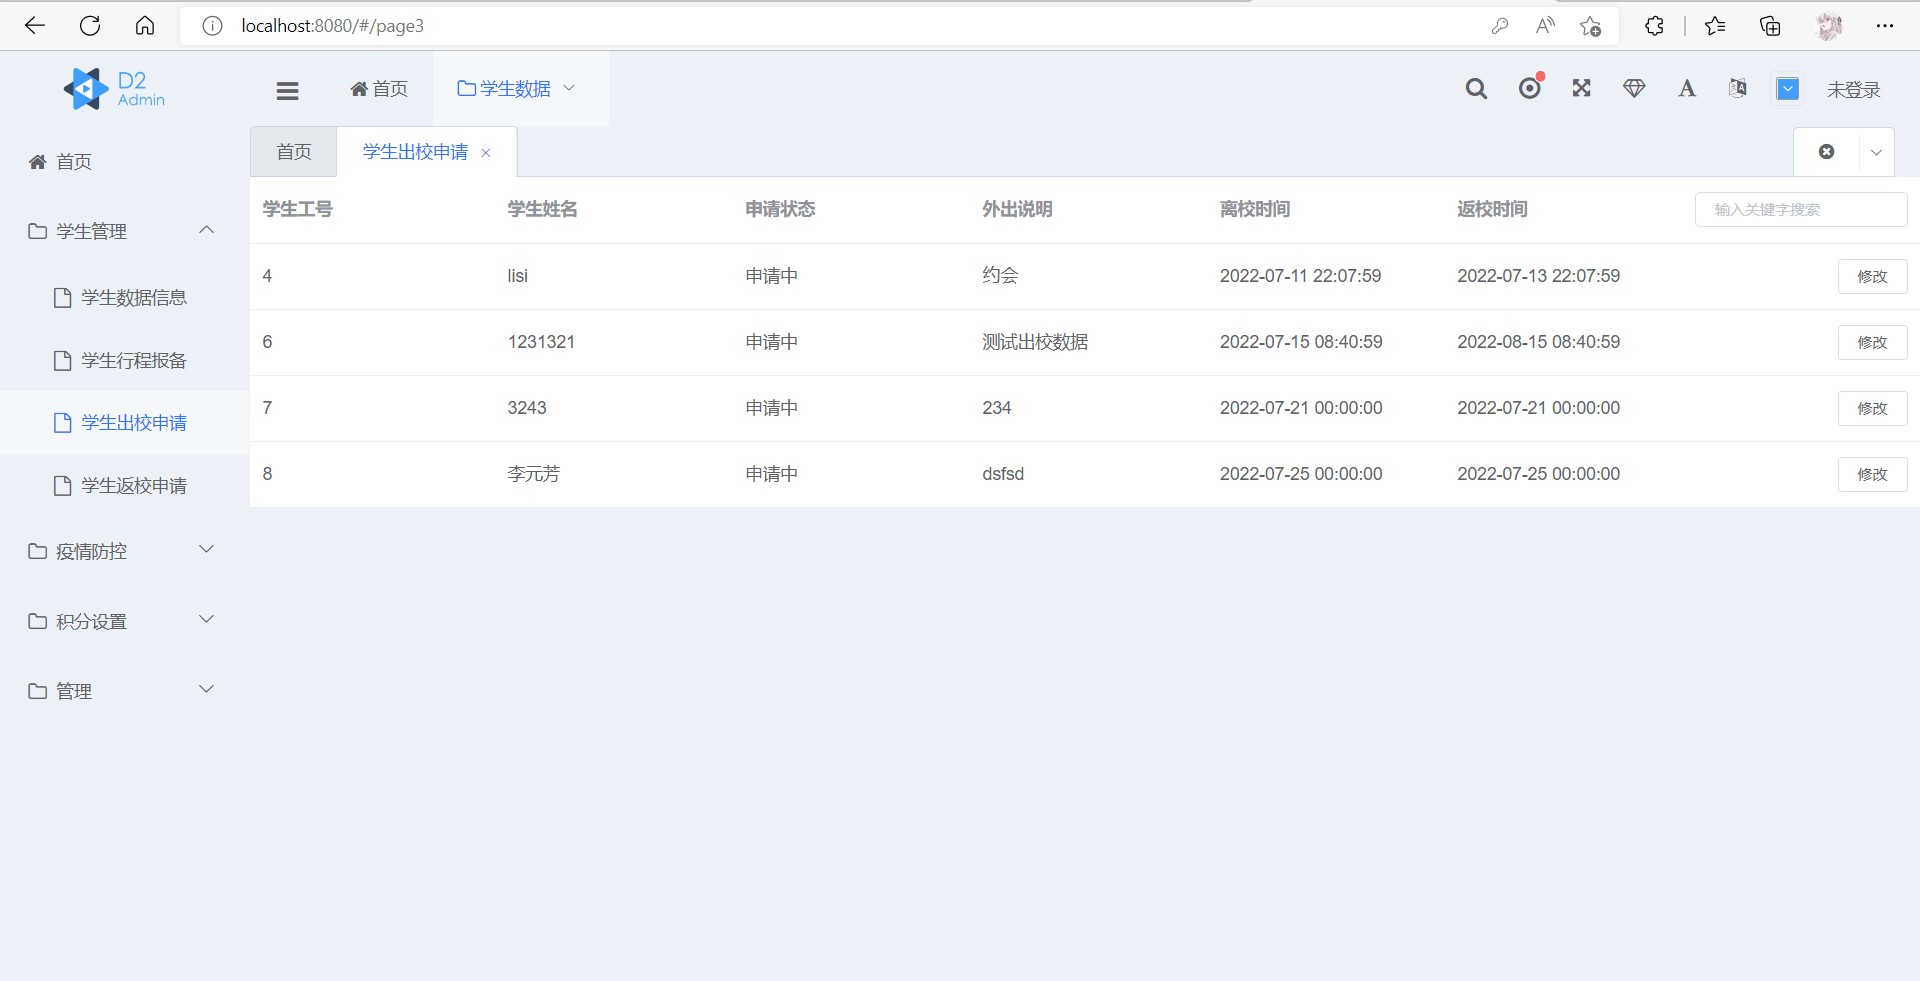 localhost:8080/#/page3
D2 Admin
首页
学生数据
未登录
首页
学生管理
学生数据信息
学生行程报备
学生出校申请
学生返校申请
疫情防控
积分设置
管理
首页 学生出校申请
学生工号 学生姓名 申请状态 外出说明 离校时间 返校时间 输入关键字搜索
4 lisi 申请中 约会 2022-07-11 22:07:59 2022-07-13 22:07:59 修改
6 1231321 申请中 测试出校数据 2022-07-15 08:40:59 2022-08-15 08:40:59 修改
7 3243 申请中 234 2022-07-21 00:00:00 2022-07-21 00:00:00 修改
8 李元芳 申请中 dsfsd 2022-07-25 00:00:00 2022-07-25 00:00:00 修改